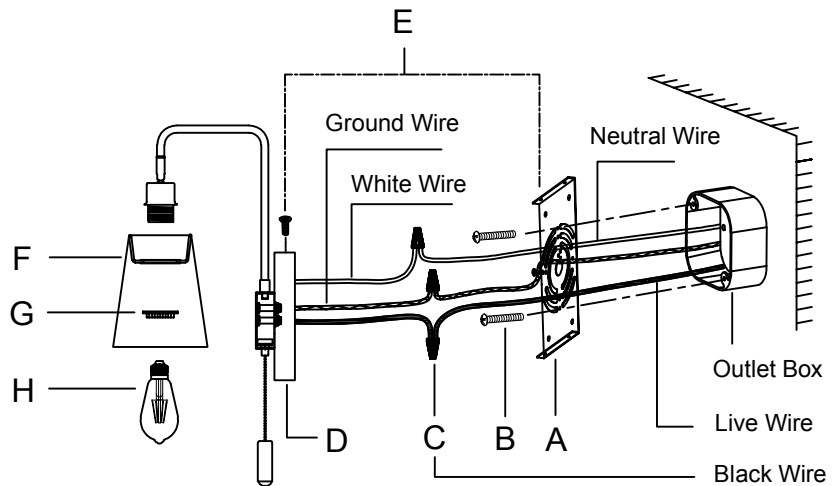 E
Ground Wire
Neutral Wire
White Wire
F
G
H
Outlet Box
D
C
B
A
Live Wire
Black Wire